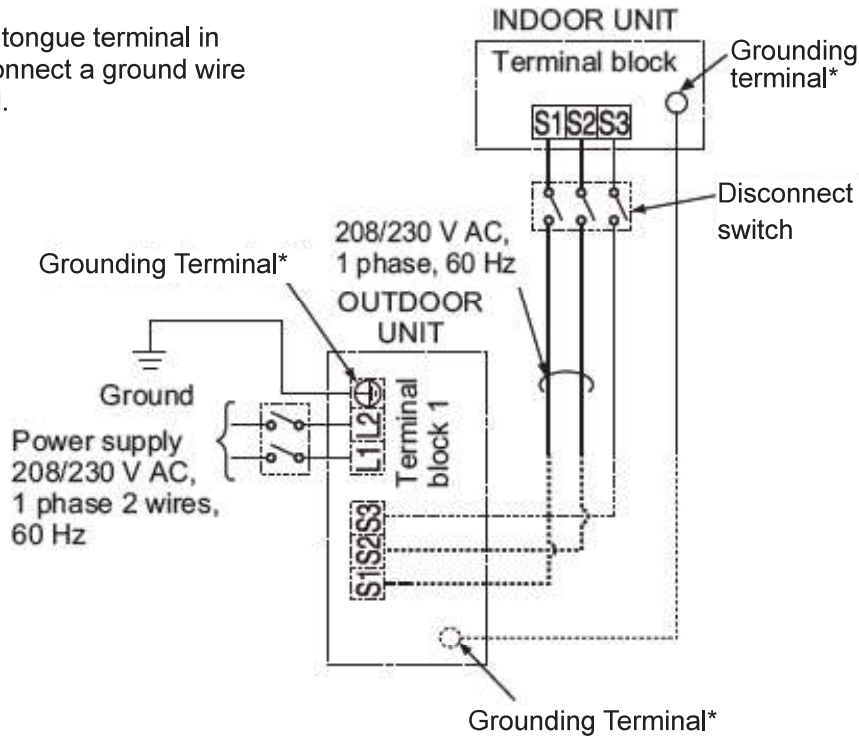 tongue terminal in
onnect a ground wire
.
INDOOR UNIT
Terminal block
Grounding
terminal*
S1 S2 S3
Disconnect
switch
208/230 V AC,
1 phase, 60 Hz
Grounding Terminal*
OUTDOOR
UNIT
Ground
Power supply
208/230 V AC,
1 phase 2 wires,
60 Hz
L1 L2
Terminal
block 1
S1 S2 S3
Grounding Terminal*